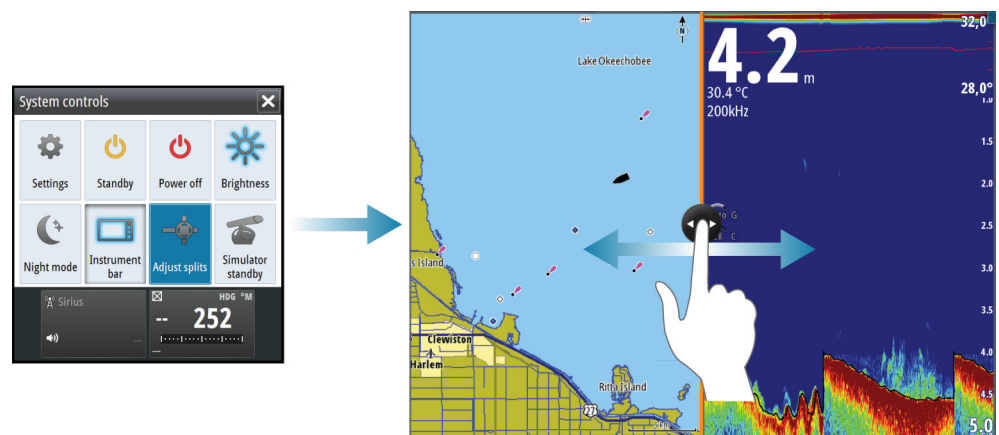 System controls
Settings
Standby
Power off
Brightness
Night mode
Instrument
bar
Adjust splits
Simulator
standby
Sirius
HDG °M
-- 252
--
N
Lake Okeechobee
s Island
Clewiston
Harlem
Ritta Island
27
4.2 m
30.4 °C
200kHz
32,0
28,0°
1.0
1.5
2.0
2.5
3.0
3.5
4.0
4.5
5.0